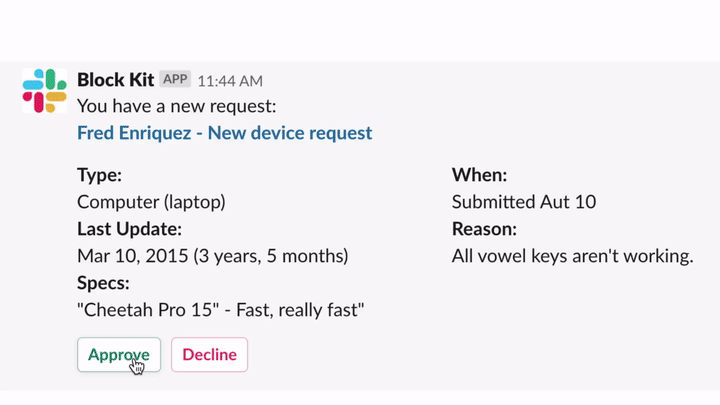 Block Kit APP 11:44 AM
You have a new request:
Fred Enriquez - New device request
Type:
Computer (laptop)
Last Update:
Mar 10, 2015 (3 years, 5 months)
Specs:
"Cheetah Pro 15" - Fast, really fast"
When:
Submitted Aut 10
Reason:
All vowel keys aren't working.
Approve
Decline